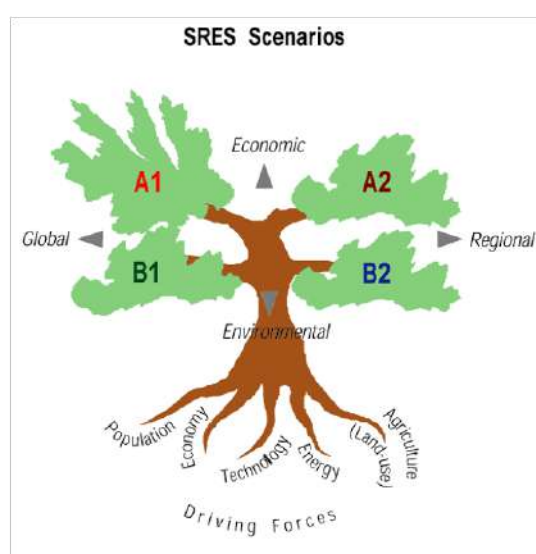 SRES Scenarios
Economic
A1
A2
Global
Regional
B1
B2
Environmental
Population
Economy
Technology
Energy
Agriculture
(Land-use)
Driving Forces